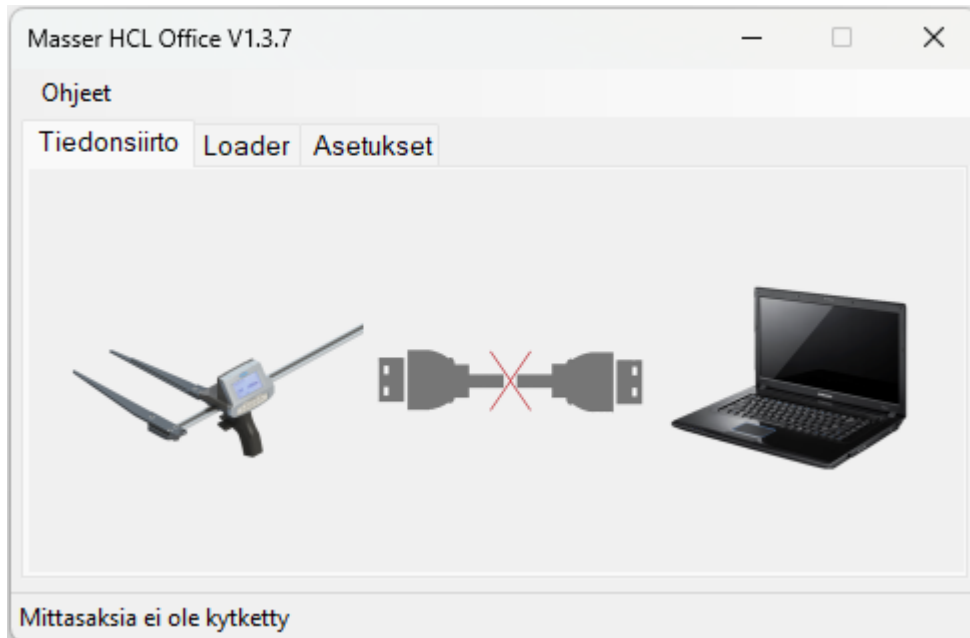 Masser HCL Office V1.3.7
Ohjeet
Tiedonsiirto Loader Asetukset
Mittasaksia ei ole kytketty